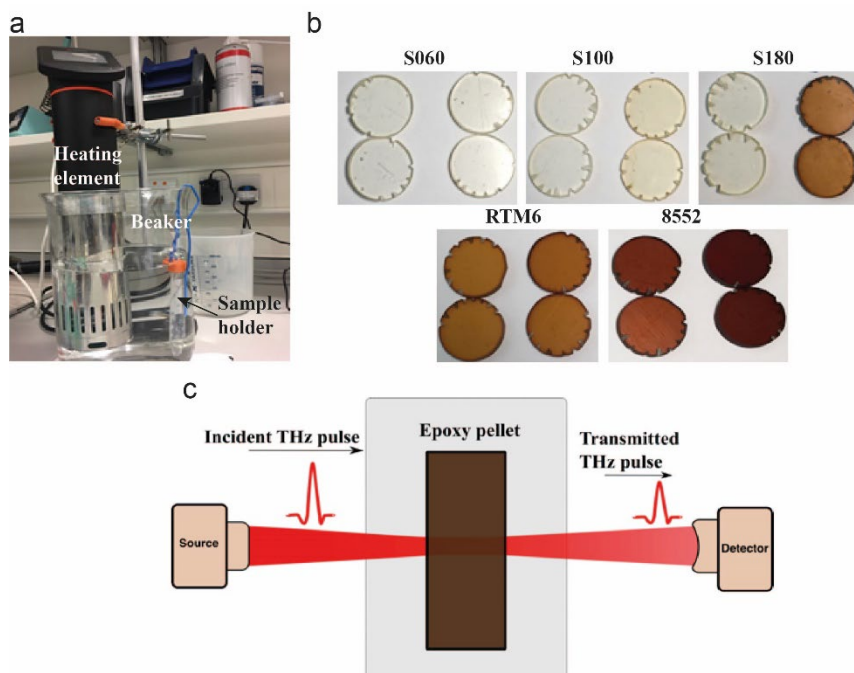 a
Heating
element
Beaker
Sample
holder
b
S060
S100
S180
RTM6
8552
c
Incident THz pulse
Epoxy pellet
Transmitted
THz pulse
Source
Detector